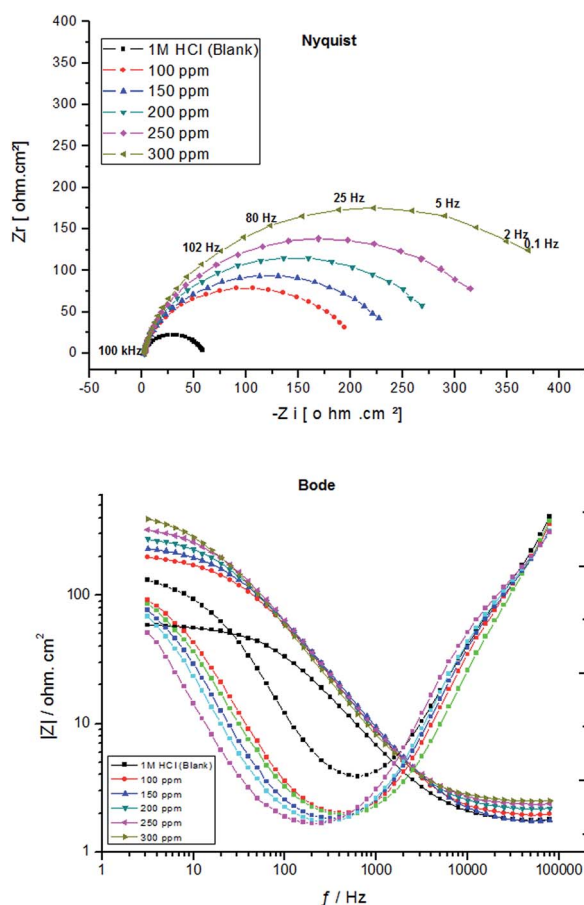 Nyquist
1M HCl (Blank)
100 ppm
150 ppm
200 ppm
250 ppm
300 ppm
400
350
300
250
200
150
100
50
0
Zr [ ohm.cm²]
25 Hz
80 Hz
5 Hz
102 Hz
2 Hz
0.1 Hz
100 kHz
-50 0 50 100 150 200 250 300 350 400
-Z i [ o hm .cm ²]
Bode
100
10
1
|Z| / ohm. cm²
1M HCl (Blank)
100 ppm
150 ppm
200 ppm
250 ppm
300 ppm
1 10 100 1000 10000 100000
f / Hz